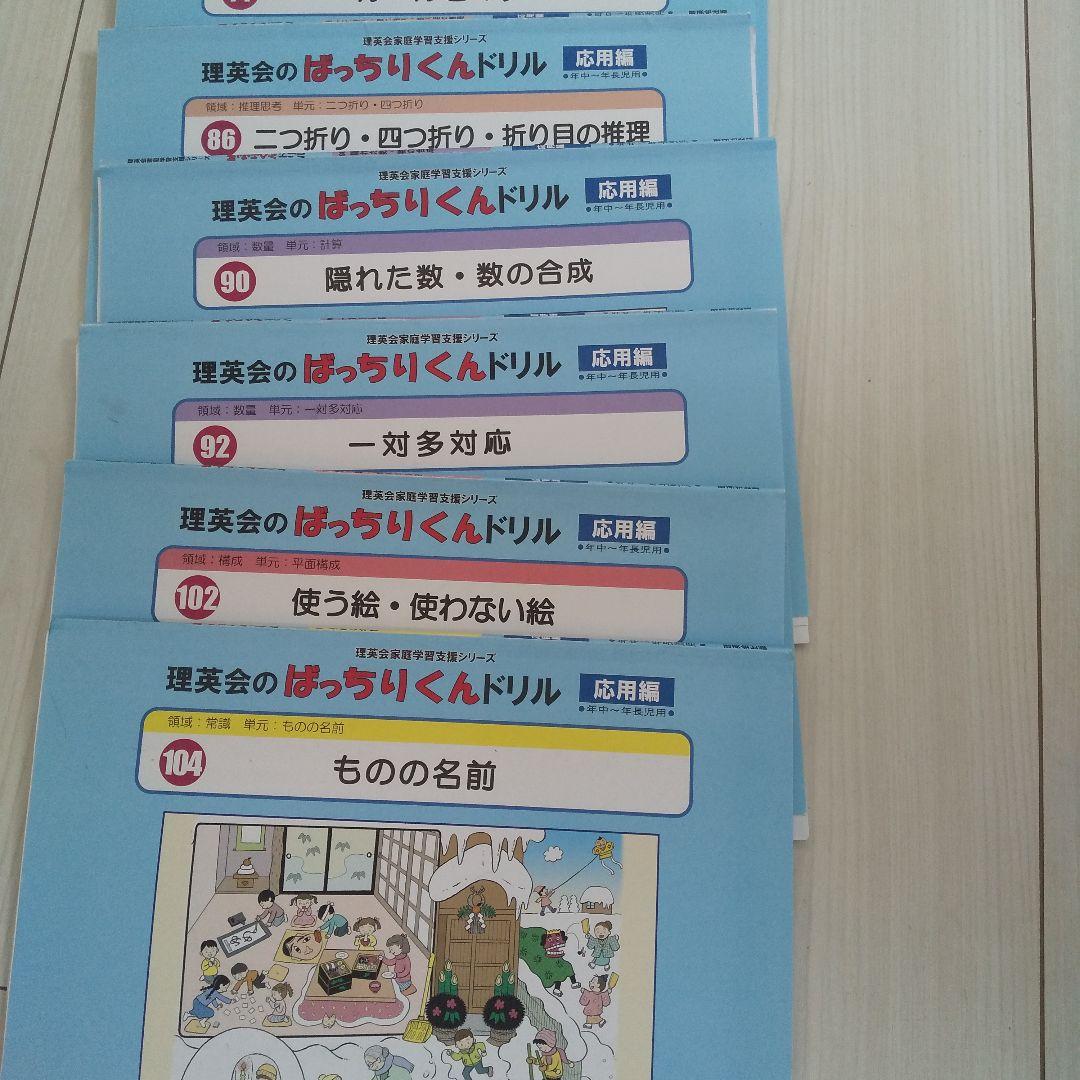 理英会家庭学習支援シリーズ
理英会の ばっちりくんドリル 応用編
●年中～年長児用●
領域：推理思考 単元：二つ折り・四つ折り
86 二つ折り・四つ折り・折り目の推理
理英会家庭学習支援シリーズ
理英会の ばっちりくんドリル 応用編
●年中～年長児用●
領域：数量 単元：計算
90 隠れた数・数の合成
理英会家庭学習支援シリーズ
理英会の ばっちりくんドリル 応用編
●年中～年長児用●
領域：数量 単元：一対多対応
92 一対多対応
理英会家庭学習支援シリーズ
理英会の ばっちりくんドリル 応用編
●年中～年長児用●
領域：構成 単元：平面構成
102 使う絵・使わない絵
理英会家庭学習支援シリーズ
理英会の ばっちりくんドリル 応用編
●年中～年長児用●
領域：常識 単元：ものの名前
104 ものの名前